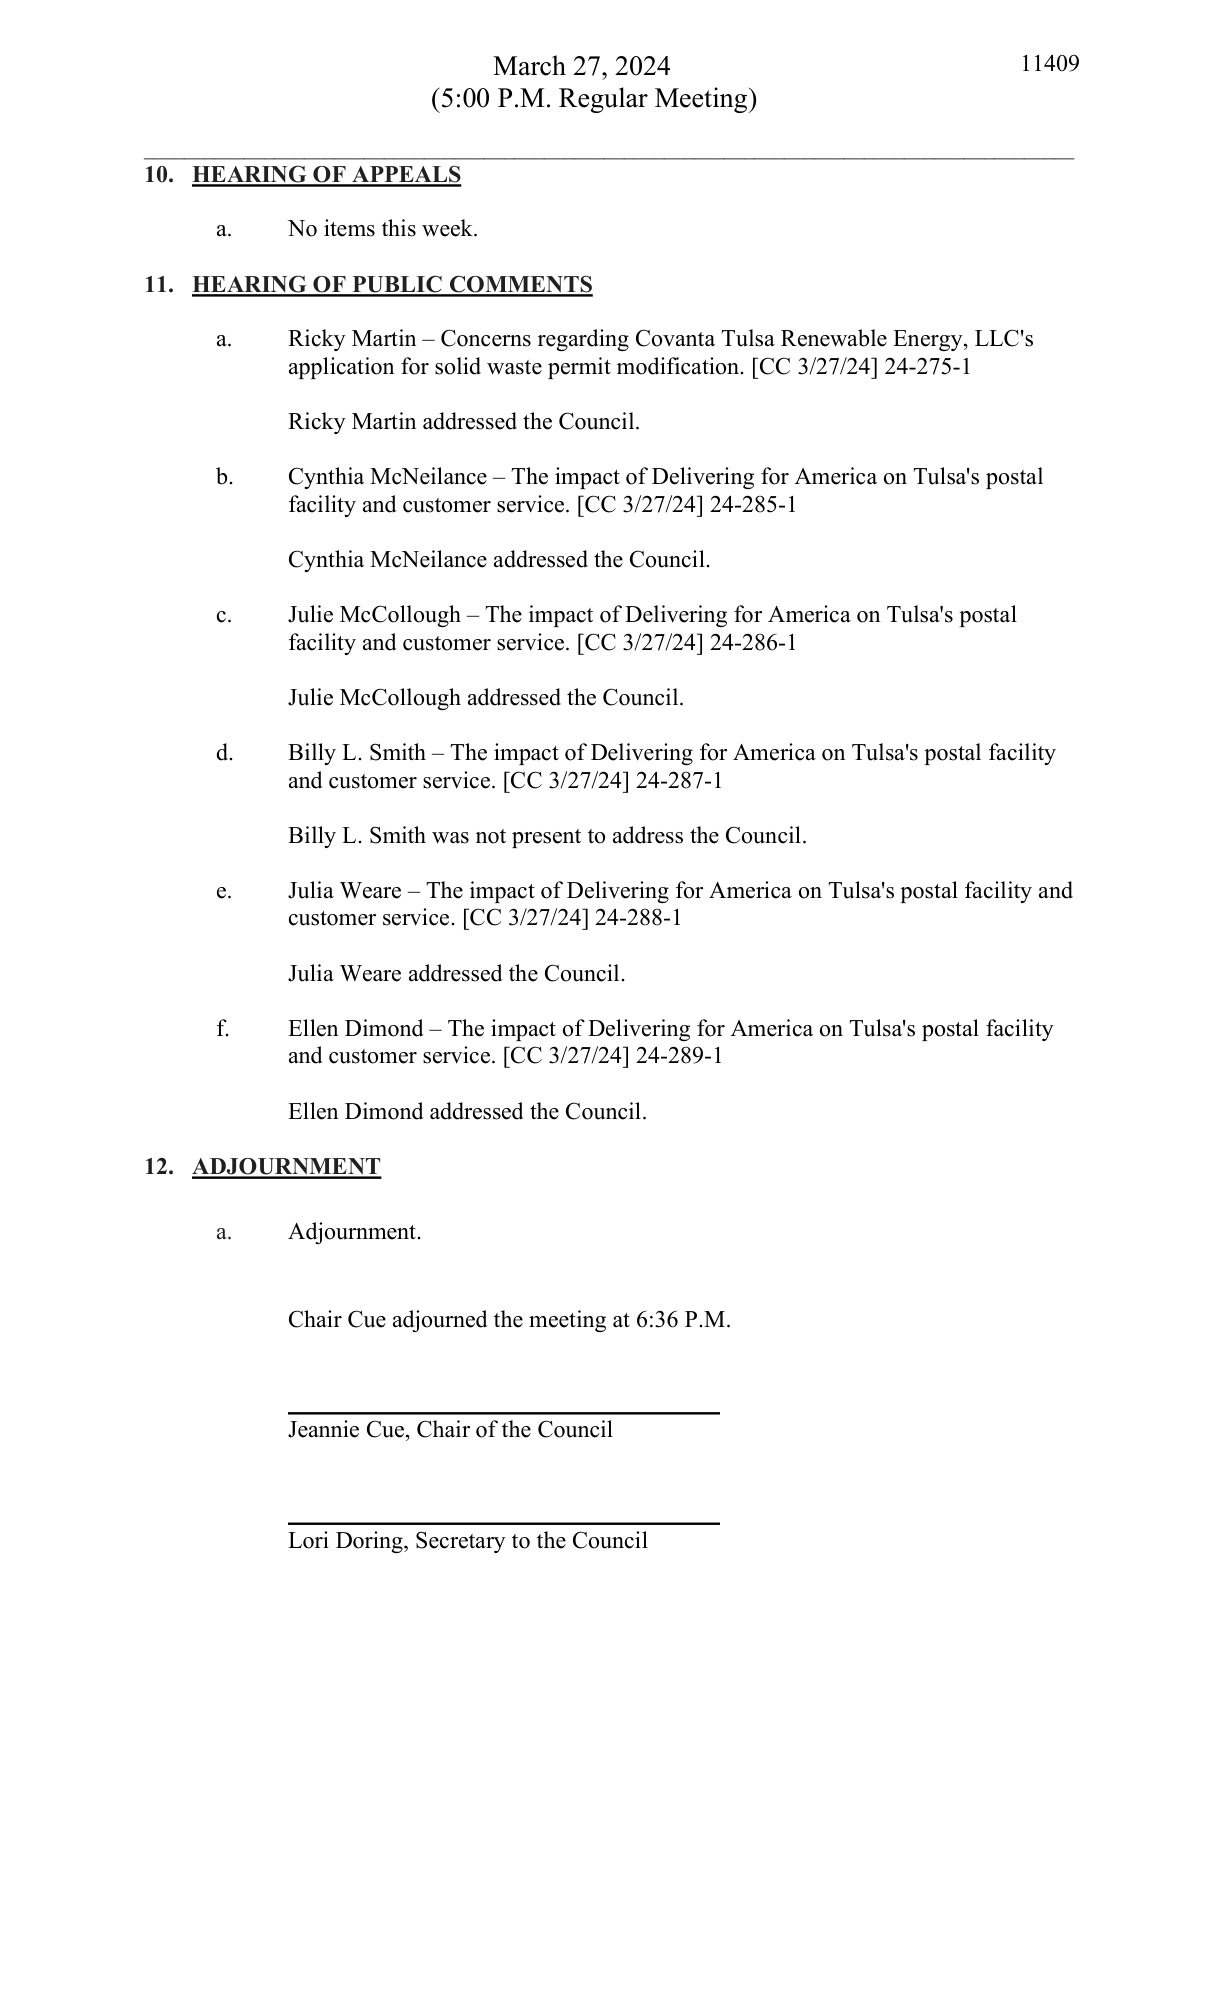 March 27, 2024
11409
(5:00 P.M. Regular Meeting)
10. HEARING OF APPEALS
a. No items this week.
11. HEARING OF PUBLIC COMMENTS
a. Ricky Martin – Concerns regarding Covanta Tulsa Renewable Energy, LLC's
application for solid waste permit modification. [CC 3/27/24] 24-275-1
Ricky Martin addressed the Council.
b. Cynthia McNeilance – The impact of Delivering for America on Tulsa's postal
facility and customer service. [CC 3/27/24] 24-285-1
Cynthia McNeilance addressed the Council.
c. Julie McCollough – The impact of Delivering for America on Tulsa's postal
facility and customer service. [CC 3/27/24] 24-286-1
Julie McCollough addressed the Council.
d. Billy L. Smith – The impact of Delivering for America on Tulsa's postal facility
and customer service. [CC 3/27/24] 24-287-1
Billy L. Smith was not present to address the Council.
e. Julia Weare – The impact of Delivering for America on Tulsa's postal facility and
customer service. [CC 3/27/24] 24-288-1
Julia Weare addressed the Council.
f. Ellen Dimond – The impact of Delivering for America on Tulsa's postal facility
and customer service. [CC 3/27/24] 24-289-1
Ellen Dimond addressed the Council.
12. ADJOURNMENT
a. Adjournment.
Chair Cue adjourned the meeting at 6:36 P.M.
Jeannie Cue, Chair of the Council
Lori Doring, Secretary to the Council